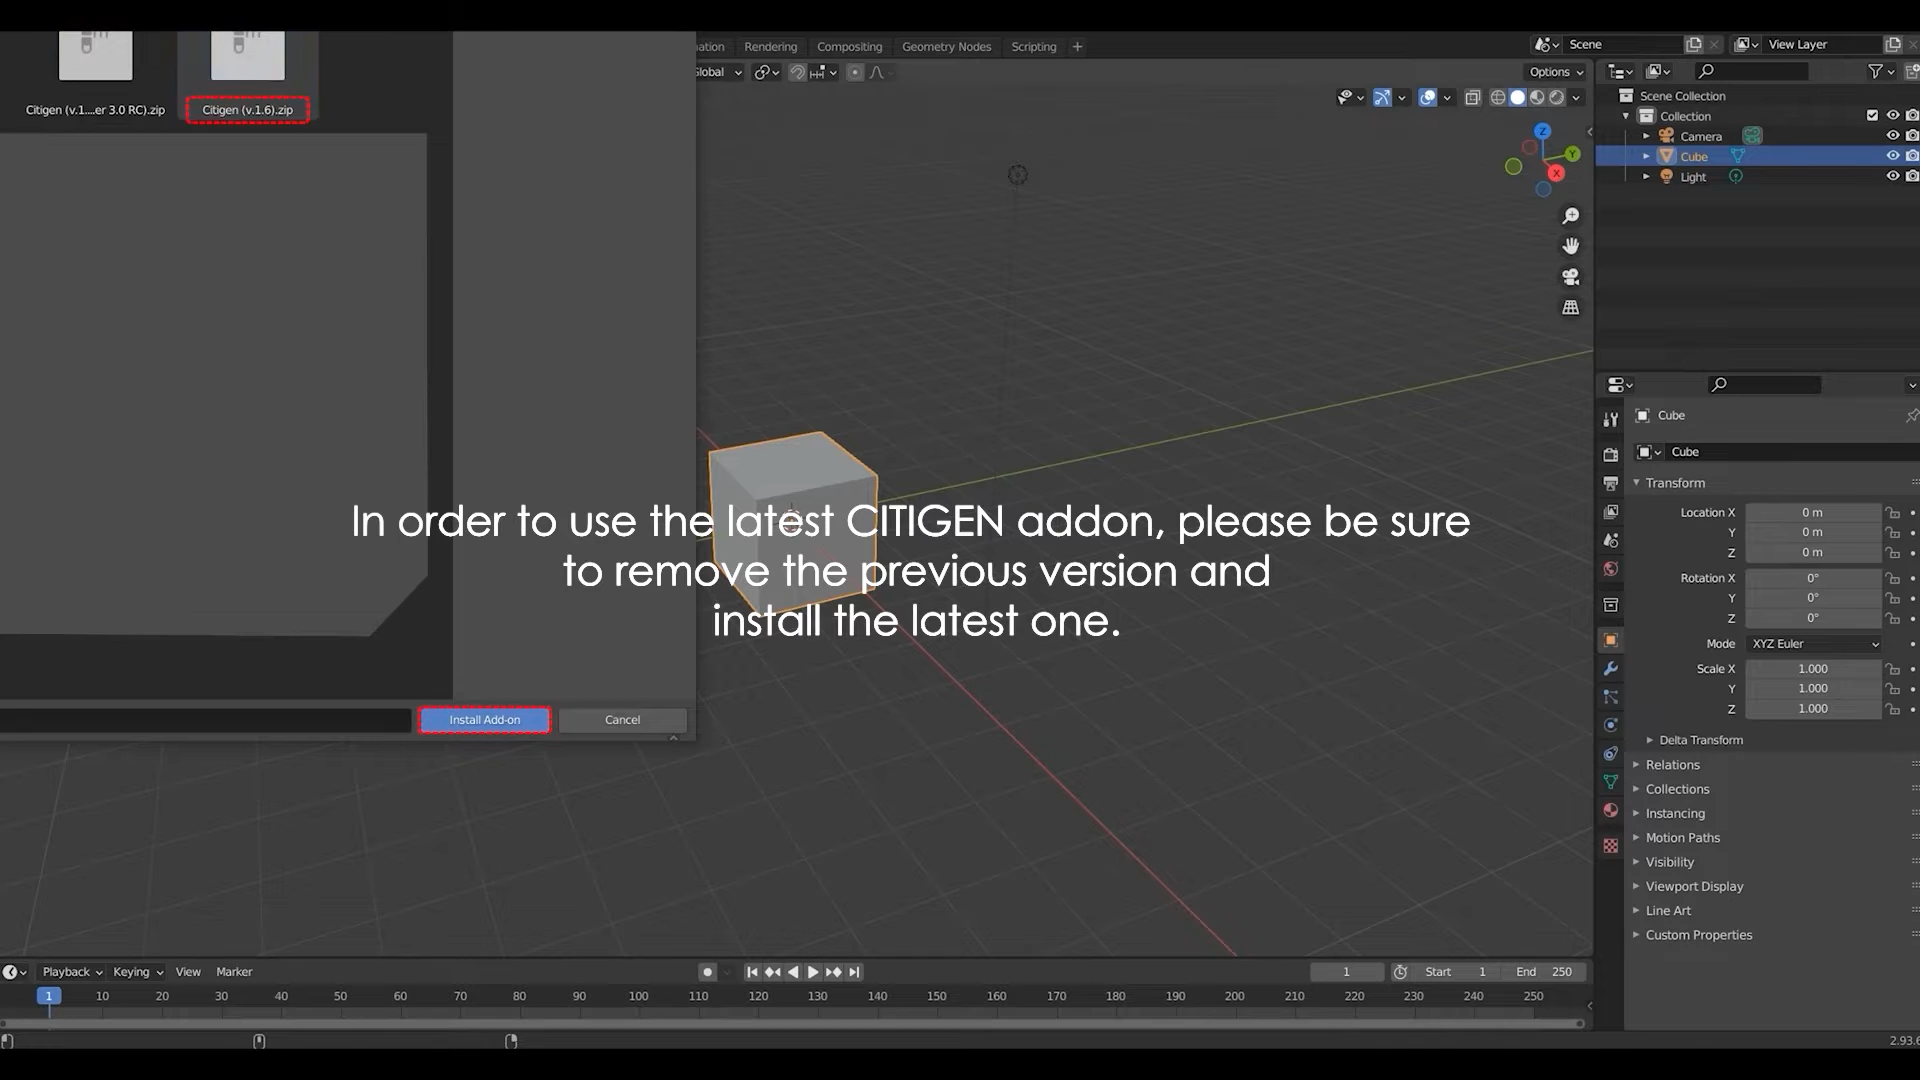 ation Rendering Compositing Geometry Nodes Scripting +
Scene
View Layer
lobal
Options
Citigen (v.1....er 3.0 RC).zip
Citigen (v.1.6).zip
Z
Y
X
Scene Collection
Collection
Camera
Cube
Light
Cube
Cube
Transform
Location X 0 m
Y 0 m
Z 0 m
Rotation X 0°
Y 0°
Z 0°
Mode XYZ Euler
Scale X 1.000
Y 1.000
Z 1.000
Delta Transform
Relations
Collections
Instancing
Motion Paths
Visibility
Viewport Display
Line Art
Custom Properties
In order to use the latest CITIGEN addon, please be sure
to remove the previous version and
install the latest one.
Install Add-on
Cancel
Playback Keying View Marker
1 Start 1 End 250
1 10 20 30 40 50 60 70 80 90 100 110 120 130 140 150 160 170 180 190 200 210 220 230 240 250
2.93.6